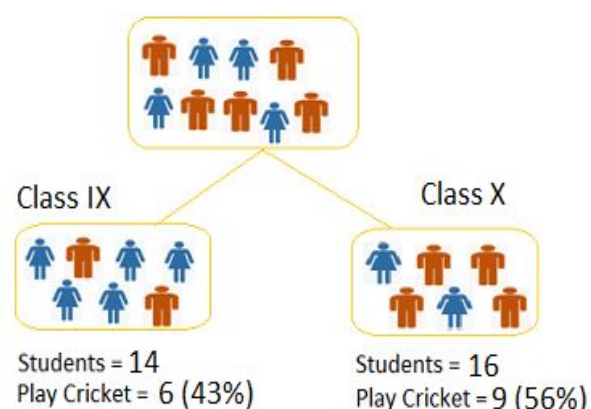 Class IX
Class X
Students = 14
Play Cricket = 6 (43%)
Students = 16
Play Cricket = 9 (56%)